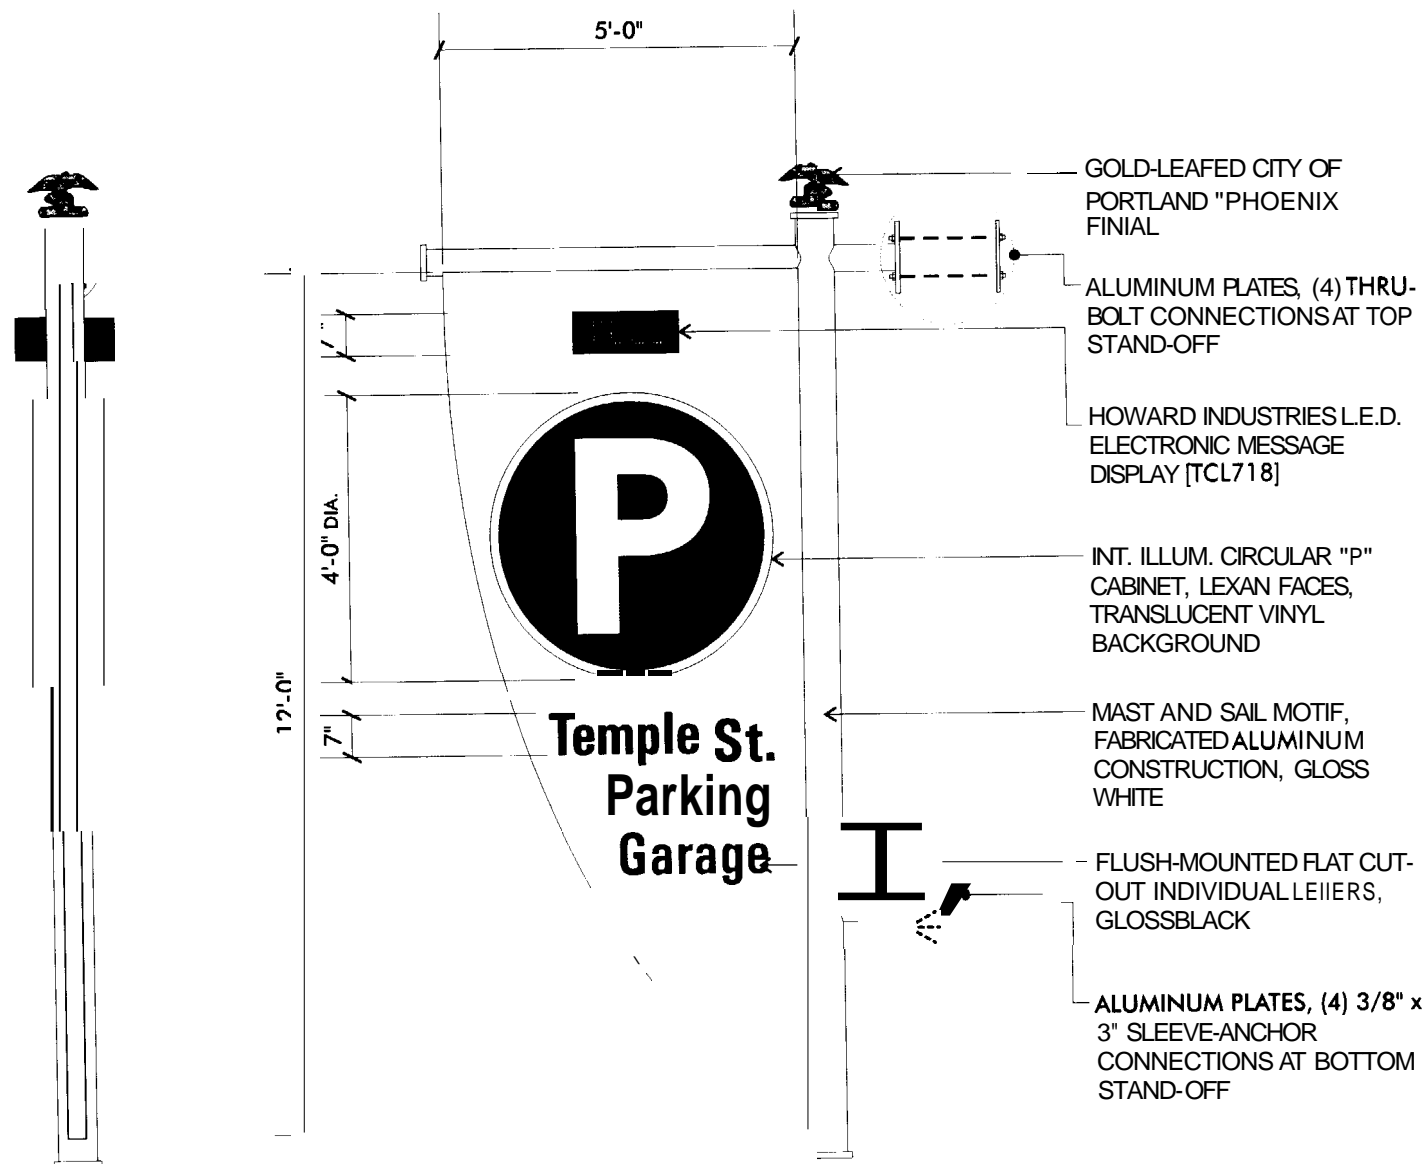 5'-0"
GOLD-LEAFED CITY OF
PORTLAND "PHOENIX
FINIAL
ALUMINUM PLATES, (4) THRU-
BOLT CONNECTIONS AT TOP
STAND-OFF
HOWARD INDUSTRIES L.E.D.
ELECTRONIC MESSAGE
DISPLAY [TCL718]
P
4'-0" DIA.
INT. ILLUM. CIRCULAR "P"
CABINET, LEXAN FACES,
TRANSLUCENT VINYL
BACKGROUND
12'-0"
7"
Temple St.
Parking
Garage
MAST AND SAIL MOTIF,
FABRICATED ALUMINUM
CONSTRUCTION, GLOSS
WHITE
FLUSH-MOUNTED FLAT CUT-
OUT INDIVIDUAL LEIIERS,
GLOSSBLACK
ALUMINUM PLATES, (4) 3/8" x
3" SLEEVE-ANCHOR
CONNECTIONS AT BOTTOM
STAND-OFF